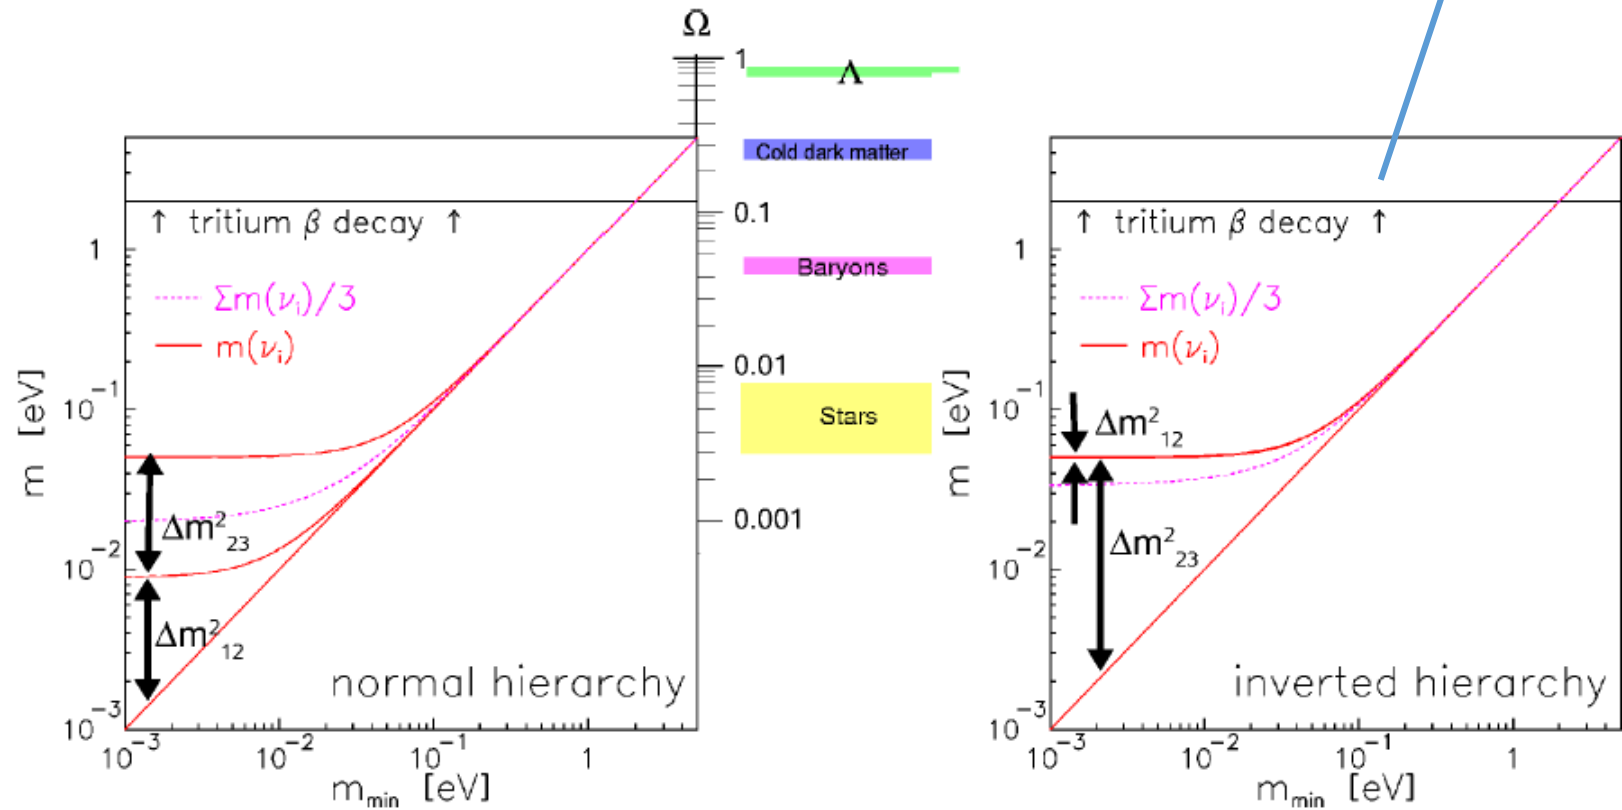 Ω
1
Λ
Cold dark matter
0.1
Baryons
0.01
Stars
0.001
↑ tritium β decay ↑
1
Σm(νᵢ)/3
m(νᵢ)
10⁻¹
m [eV]
Δm²₂₃
10⁻²
Δm²₁₂
normal hierarchy
10⁻³
10⁻³ 10⁻² 10⁻¹ 1
m_min [eV]
↑ tritium β decay ↑
1
Σm(νᵢ)/3
m(νᵢ)
10⁻¹
Δm²₁₂
m [eV]
Δm²₂₃
10⁻²
inverted hierarchy
10⁻³
10⁻³ 10⁻² 10⁻¹ 1
m_min [eV]